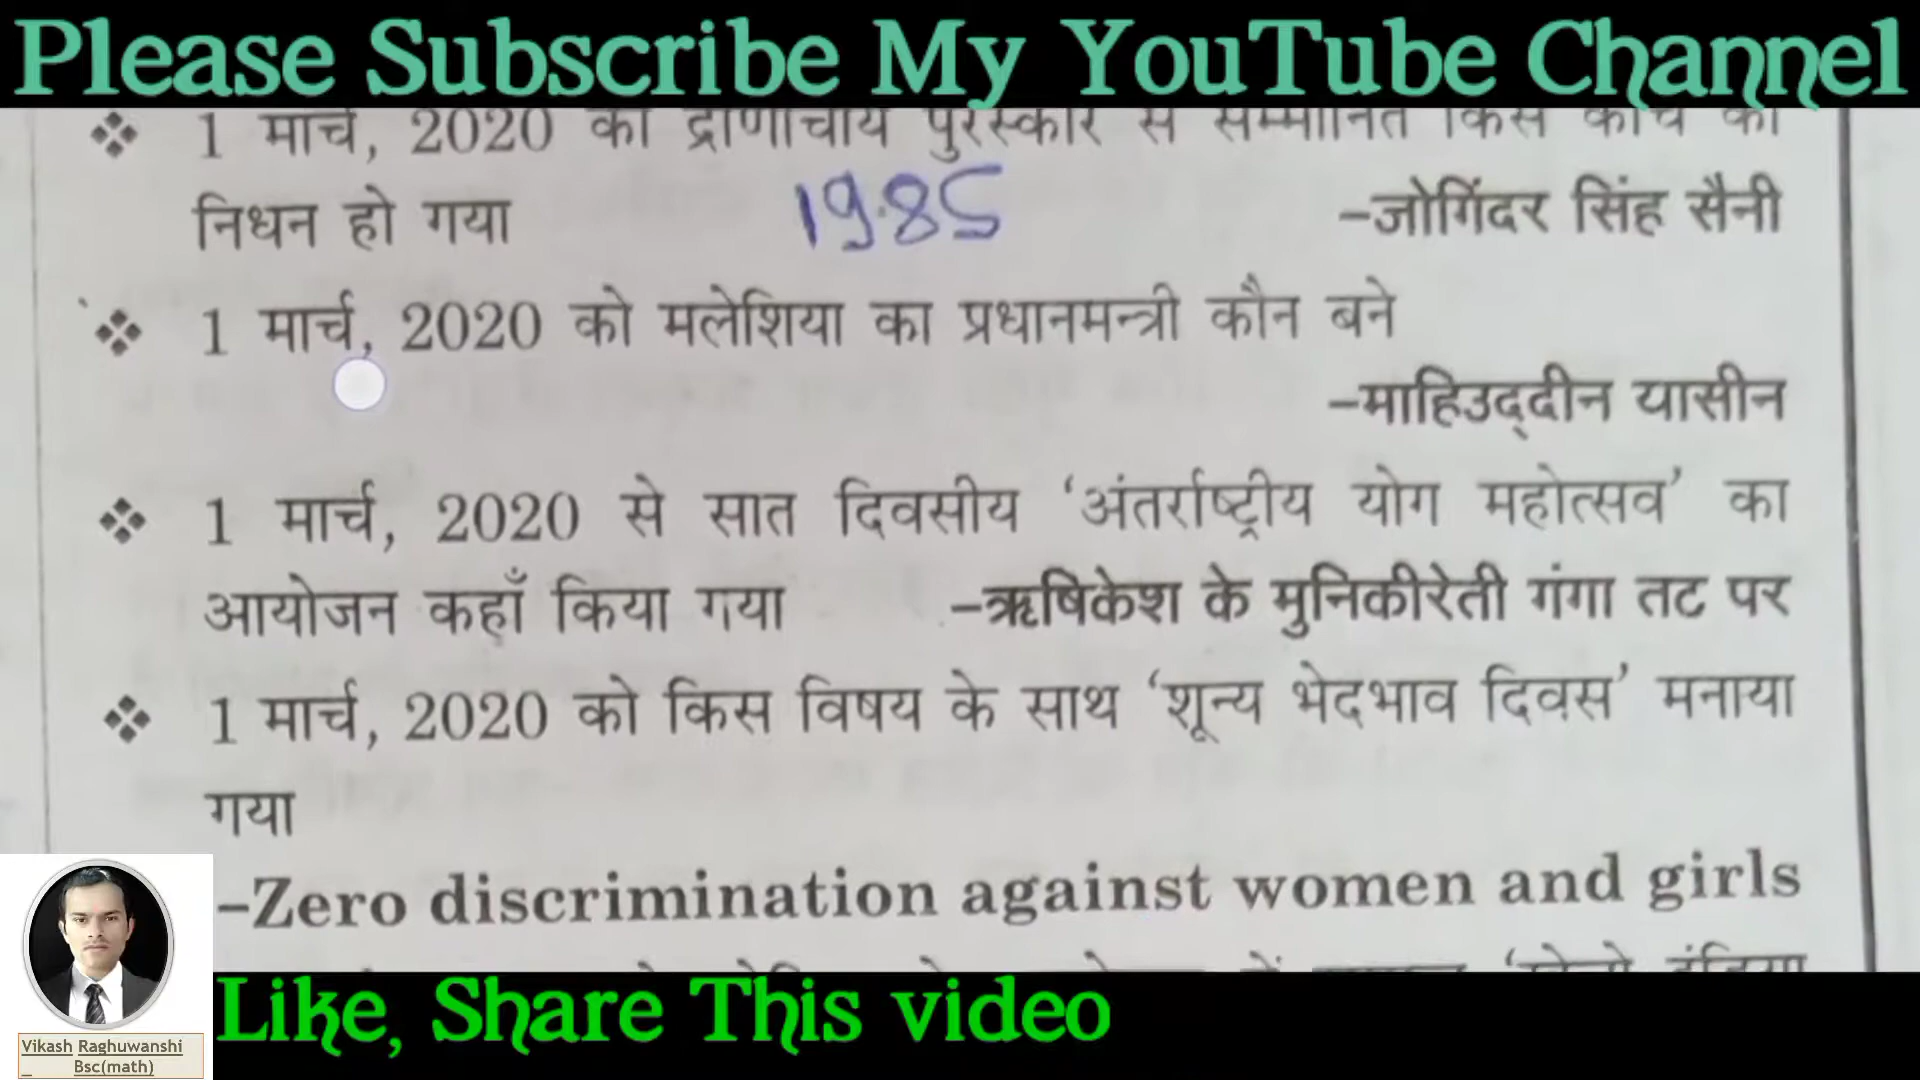 Please Subscribe My YouTube Channel
❖ 1 मार्च, 2020 को द्रोणाचार्य पुरस्कार से सम्मानित किस कोच का
निधन हो गया 1985 –जोगिंदर सिंह सैनी
❖ 1 मार्च, 2020 को मलेशिया का प्रधानमन्त्री कौन बने
–माहिउद्दीन यासीन
❖ 1 मार्च, 2020 से सात दिवसीय ‘अंतर्राष्ट्रीय योग महोत्सव’ का
आयोजन कहाँ किया गया –ऋषिकेश के मुनिकीरेती गंगा तट पर
❖ 1 मार्च, 2020 को किस विषय के साथ ‘शून्य भेदभाव दिवस’ मनाया
गया
–Zero discrimination against women and girls
Like, Share This video
Vikash Raghuwanshi
_ Bsc(math)